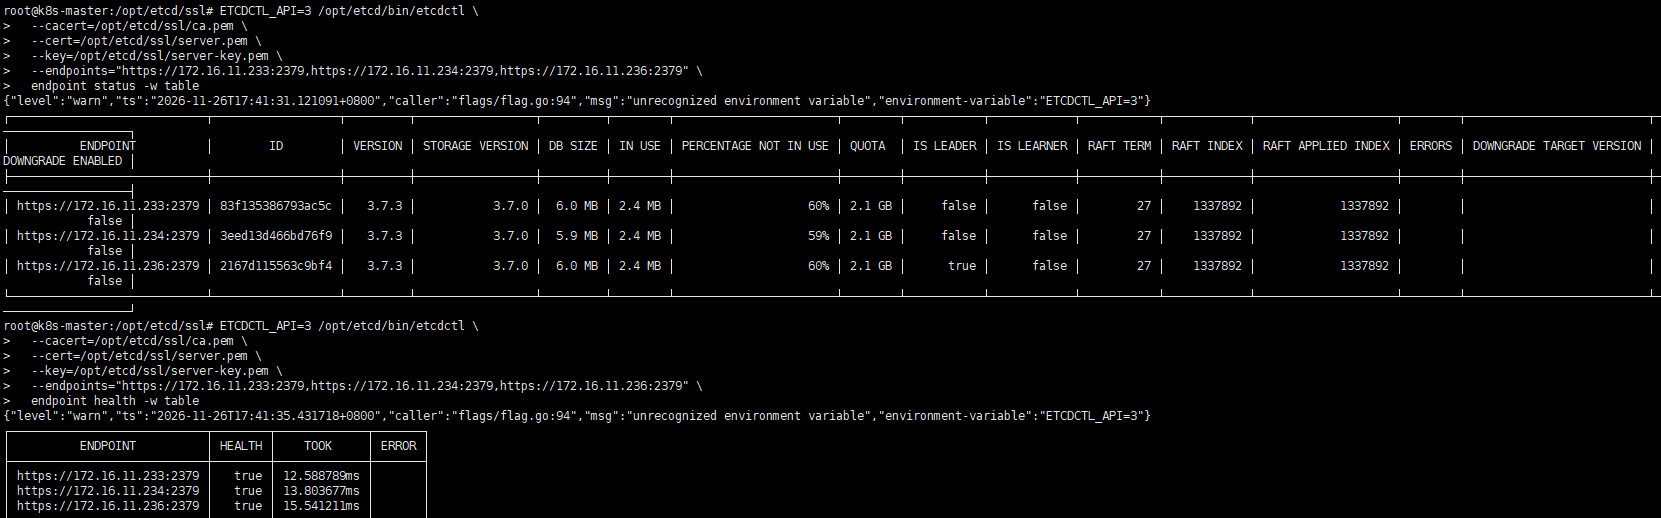 root@k8s-master:/opt/etcd/ssl# ETCDCTL_API=3 /opt/etcd/bin/etcdctl \
>   --cacert=/opt/etcd/ssl/ca.pem \
>   --cert=/opt/etcd/ssl/server.pem \
>   --key=/opt/etcd/ssl/server-key.pem \
>   --endpoints="https://172.16.11.233:2379,https://172.16.11.234:2379,https://172.16.11.236:2379" \
>   endpoint status -w table
{"level":"warn","ts":"2026-11-26T17:41:31.121091+0800","caller":"flags/flag.go:94","msg":"unrecognized environment variable","environment-variable":"ETCDCTL_API=3"}
ENDPOINT | ID | VERSION | STORAGE VERSION | DB SIZE | IN USE | PERCENTAGE NOT IN USE | QUOTA | IS LEADER | IS LEARNER | RAFT TERM | RAFT INDEX | RAFT APPLIED INDEX | ERRORS | DOWNGRADE TARGET VERSION |
DOWNGRADE ENABLED |
| https://172.16.11.233:2379 | 83f135386793ac5c | 3.7.3 | 3.7.0 | 6.0 MB | 2.4 MB | 60% | 2.1 GB | false | false | 27 | 1337892 | 1337892 | | |
false |
| https://172.16.11.234:2379 | 3eed13d466bd76f9 | 3.7.3 | 3.7.0 | 5.9 MB | 2.4 MB | 59% | 2.1 GB | false | false | 27 | 1337892 | 1337892 | | |
false |
| https://172.16.11.236:2379 | 2167d115563c9bf4 | 3.7.3 | 3.7.0 | 6.0 MB | 2.4 MB | 60% | 2.1 GB | true | false | 27 | 1337892 | 1337892 | | |
false |
root@k8s-master:/opt/etcd/ssl# ETCDCTL_API=3 /opt/etcd/bin/etcdctl \
>   --cacert=/opt/etcd/ssl/ca.pem \
>   --cert=/opt/etcd/ssl/server.pem \
>   --key=/opt/etcd/ssl/server-key.pem \
>   --endpoints="https://172.16.11.233:2379,https://172.16.11.234:2379,https://172.16.11.236:2379" \
>   endpoint health -w table
{"level":"warn","ts":"2026-11-26T17:41:35.431718+0800","caller":"flags/flag.go:94","msg":"unrecognized environment variable","environment-variable":"ETCDCTL_API=3"}
| ENDPOINT | HEALTH | TOOK | ERROR |
| https://172.16.11.233:2379 | true | 12.588789ms | |
| https://172.16.11.234:2379 | true | 13.803677ms | |
| https://172.16.11.236:2379 | true | 15.541211ms | |